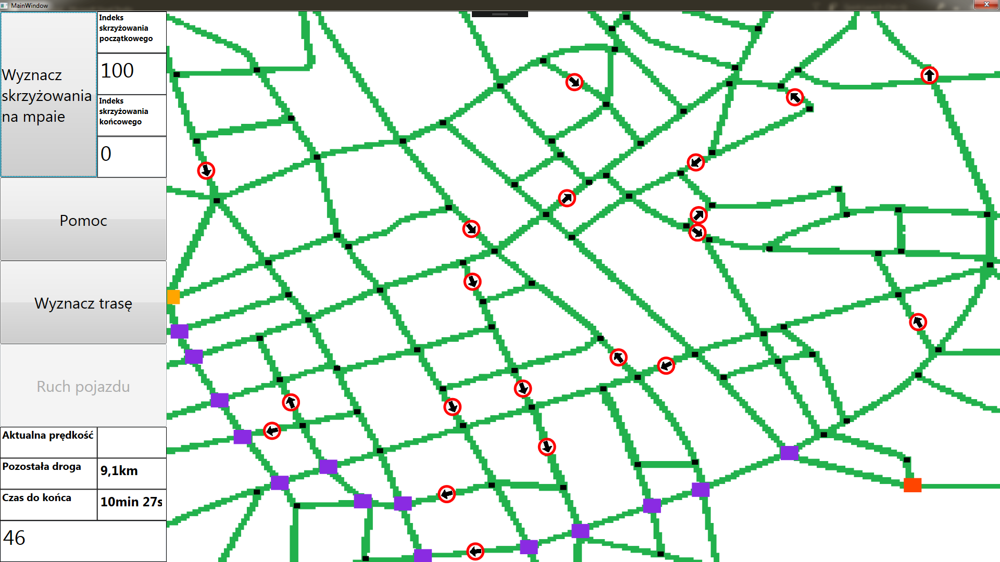 MainWindow
Wyznacz
skrzyżowania
na mpaie
Indeks
skrzyżowania
początkowego
100
Indeks
skrzyżowania
końcowego
0
Pomoc
Wyznacz trasę
Ruch pojazdu
Aktualna prędkość
Pozostała droga
9,1km
Czas do końca
10min 27s
46